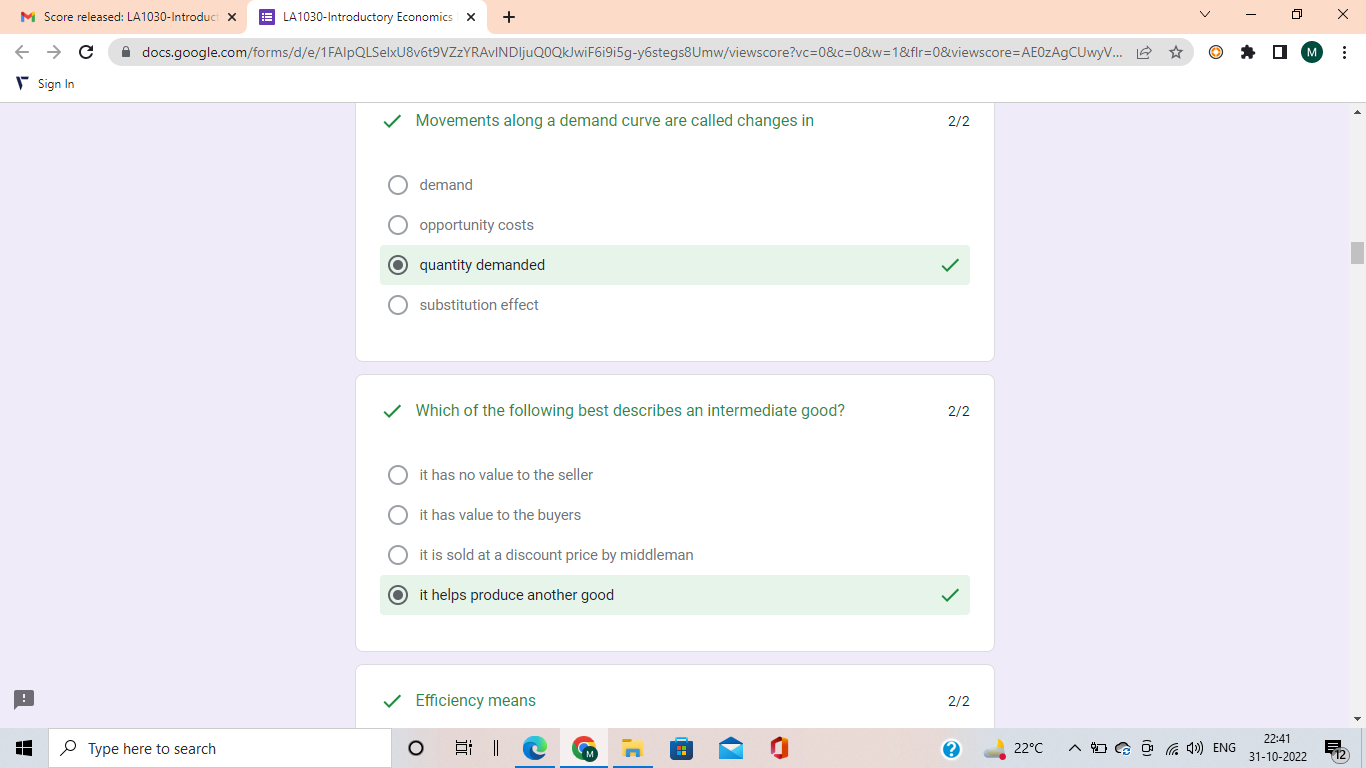 Score released: LA1030-Introduct
LA1030-Introductory Economics
docs.google.com/forms/d/e/1FAIpQLSelxU8v6t9VZzYRAvINDIjuQ0QkJwiF6i9i5g-y6stegs8Umw/viewscore?vc=0&c=0&w=1&flr=0&viewscore=AE0zAgCUwyV...
M
Sign In
Movements along a demand curve are called changes in 2/2
demand
opportunity costs
quantity demanded
substitution effect
Which of the following best describes an intermediate good? 2/2
it has no value to the seller
it has value to the buyers
it is sold at a discount price by middleman
it helps produce another good
Efficiency means 2/2
Type here to search
M
22°C
ENG
22:41
31-10-2022
12